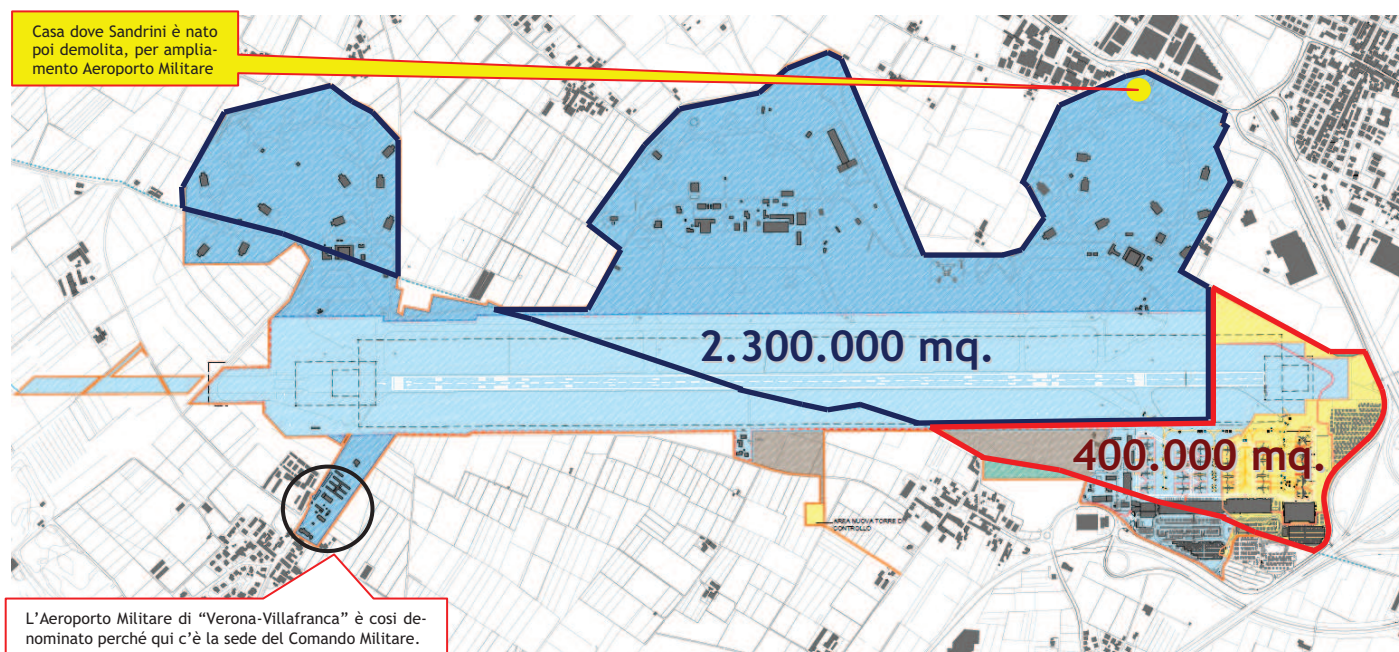 Casa dove Sandrini è nato
poi demolita, per amplia-
mento Aeroporto Militare
2.300.000 mq.
400.000 mq.
AREA NUOVA TORRE DI
CONTROLLO
L’Aeroporto Militare di “Verona-Villafranca” è cosi de-
nominato perché qui c’è la sede del Comando Militare.